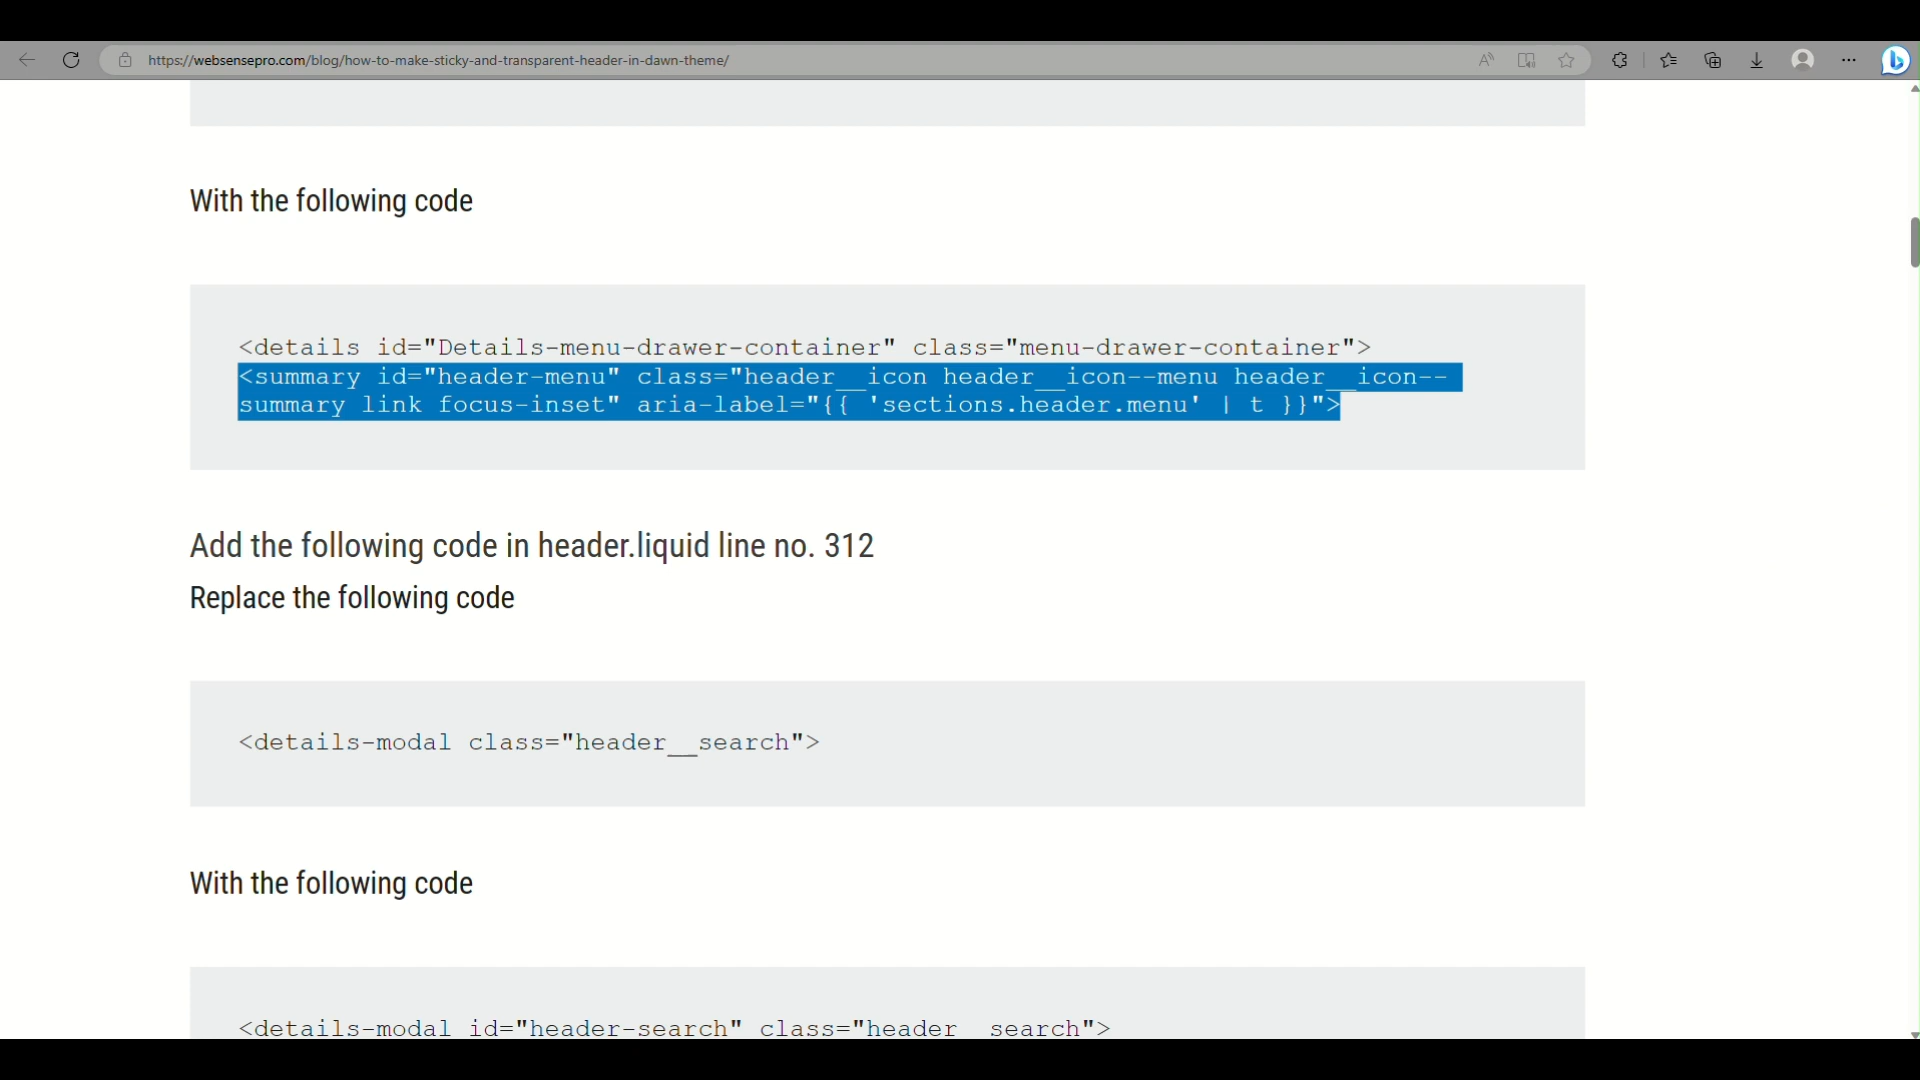 https://websensepro.com/blog/how-to-make-sticky-and-transparent-header-in-dawn-theme/
With the following code
<details id="Details-menu-drawer-container" class="menu-drawer-container">
<summary id="header-menu" class="header__icon header__icon--menu header__icon--
summary link focus-inset" aria-label="{{ 'sections.header.menu' | t }}">
Add the following code in header.liquid line no. 312
Replace the following code
<details-modal class="header__search">
With the following code
<details-modal id="header-search" class="header__search">